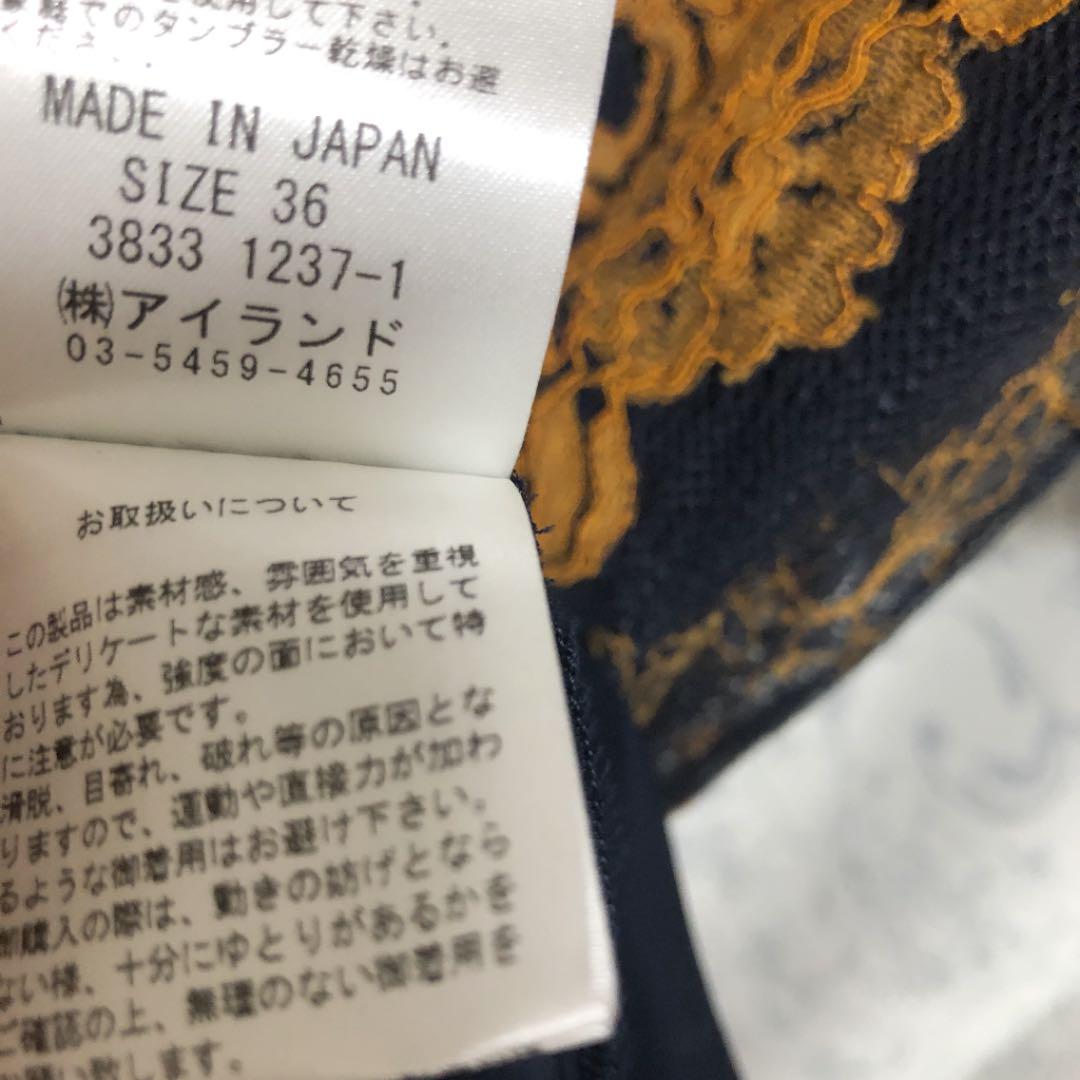 使用して下さい。
でのタンブラー乾燥はお避
MADE IN JAPAN
SIZE 36
3833 1237-1
㈱アイランド
03-5459-4655
お取扱いについて
この製品は素材感、雰囲気を重視
したデリケートな素材を使用して
おります為、強度の面において特
に注意が必要です。
滑脱、目寄れ、破れ等の原因とな
りますので、運動や直接力が加わ
るような御着用はお避け下さい。
御購入の際は、動きの妨げとなら
ない様、十分にゆとりがあるかを
ご確認の上、無理のない御着用を
お願い致します。